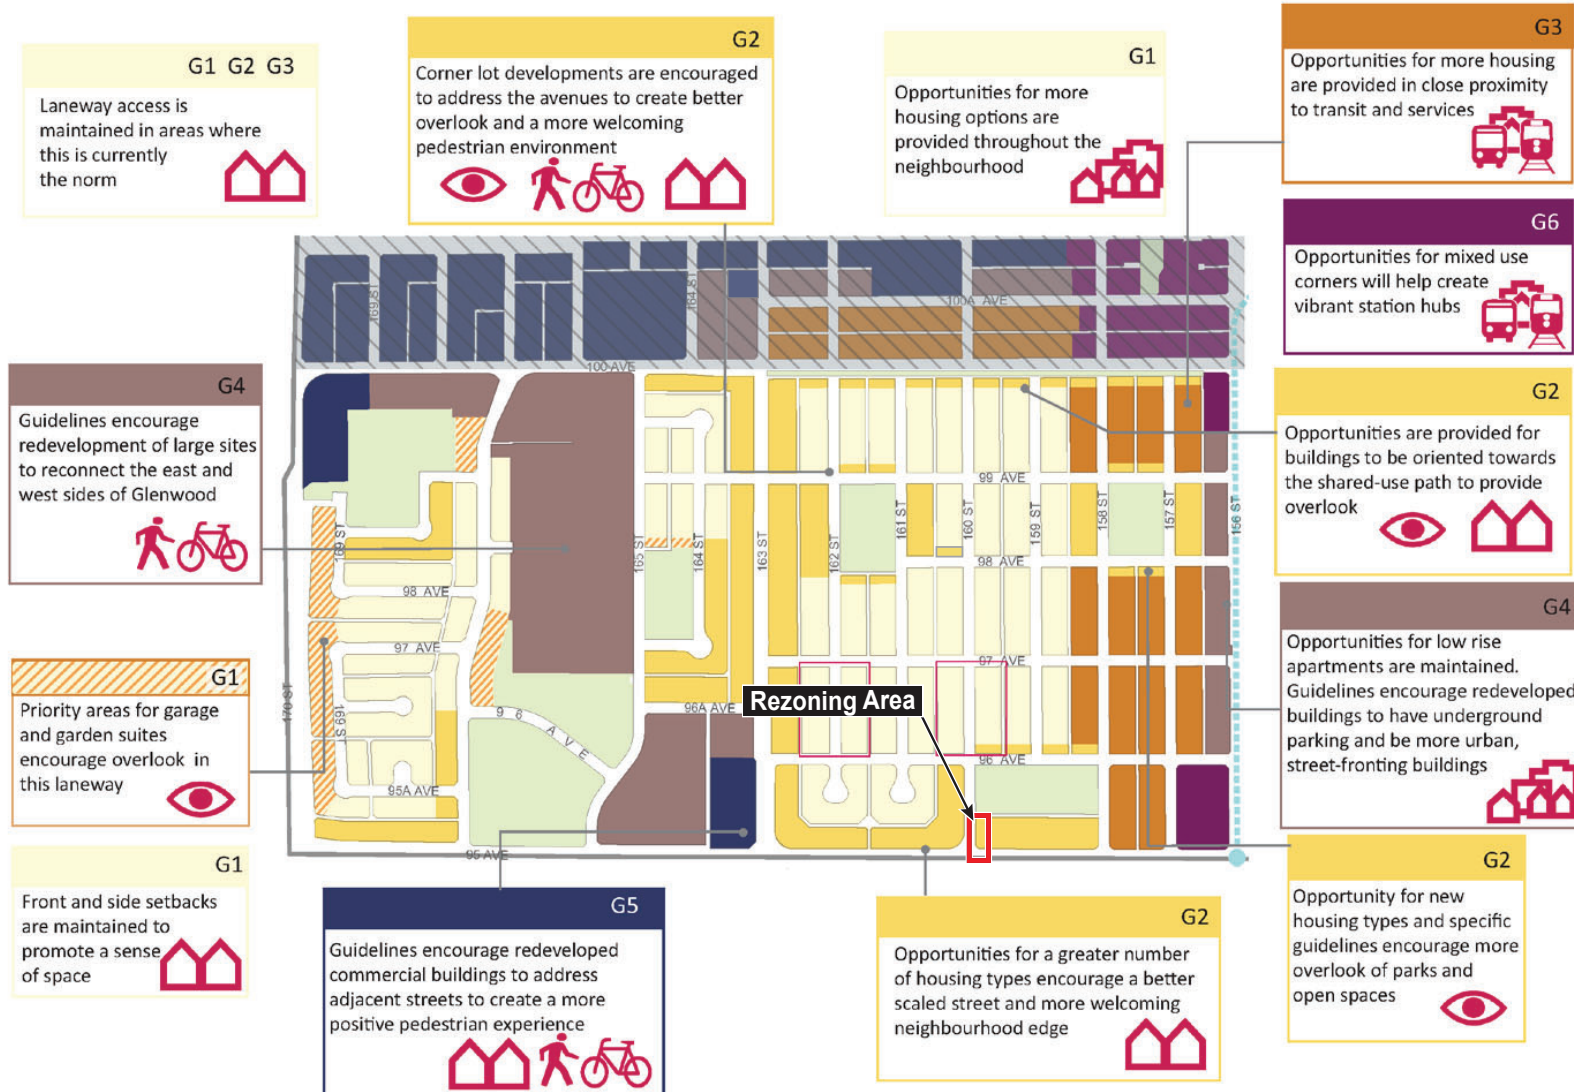 G1 G2 G3
Laneway access is
maintained in areas where
this is currently
the norm
G2
Corner lot developments are encouraged
to address the avenues to create better
overlook and a more welcoming
pedestrian environment
G1
Opportunities for more
housing options are
provided throughout the
neighbourhood
G3
Opportunities for more housing
are provided in close proximity
to transit and services
G6
Opportunities for mixed use
corners will help create
vibrant station hubs
G4
Guidelines encourage
redevelopment of large sites
to reconnect the east and
west sides of Glenwood
G2
Opportunities are provided for
buildings to be oriented towards
the shared-use path to provide
overlook
G1
Priority areas for garage
and garden suites
encourage overlook in
this laneway
G4
Opportunities for low rise
apartments are maintained.
Guidelines encourage redeveloped
buildings to have underground
parking and be more urban,
street-fronting buildings
G1
Front and side setbacks
are maintained to
promote a sense
of space
G5
Guidelines encourage redeveloped
commercial buildings to address
adjacent streets to create a more
positive pedestrian experience
G2
Opportunities for a greater number
of housing types encourage a better
scaled street and more welcoming
neighbourhood edge
G2
Opportunity for new
housing types and specific
guidelines encourage more
overlook of parks and
open spaces
Rezoning Area
169 ST
164 ST
100A AVE
100 AVE
99 AVE
169 ST
165 ST
164 ST
163 ST
162 ST
161 ST
160 ST
159 ST
158 ST
157 ST
156 ST
98 AVE
98 AVE
97 AVE
97 AVE
170 ST
169 ST
96 AVE
96A AVE
96 AVE
95A AVE
95 AVE